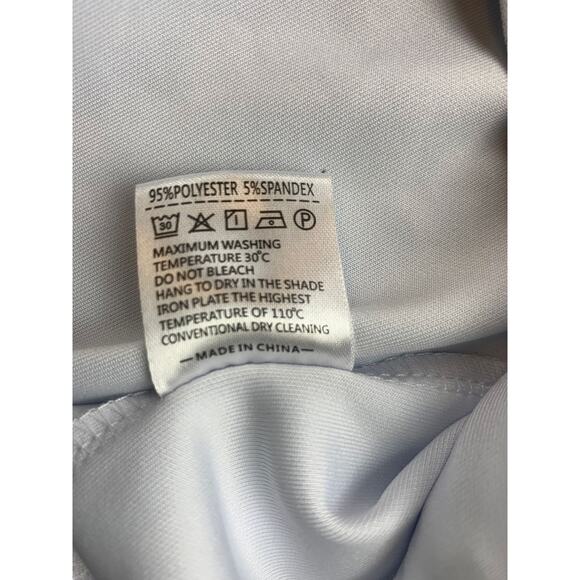 95%POLYESTER 5%SPANDEX
30 P
MAXIMUM WASHING
TEMPERATURE 30℃
DO NOT BLEACH
HANG TO DRY IN THE SHADE
IRON PLATE THE HIGHEST
TEMPERATURE OF 110℃
CONVENTIONAL DRY CLEANING
—MADE IN CHINA—